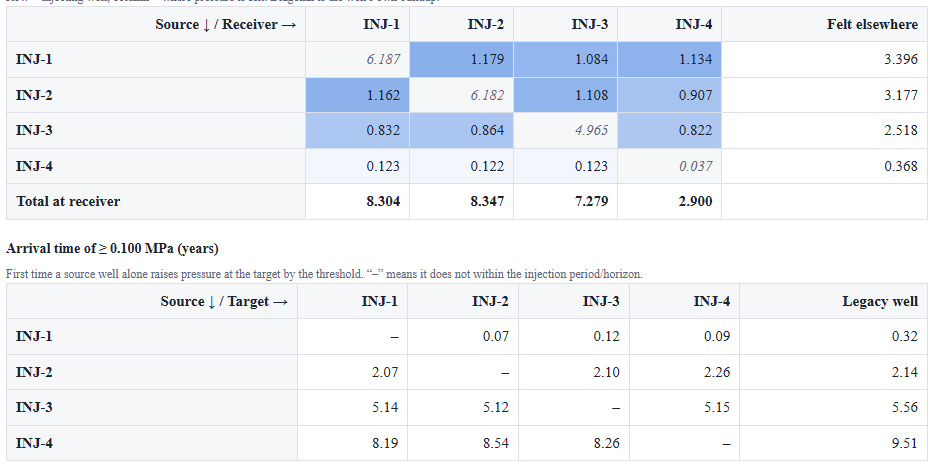 Source ↓ / Receiver → INJ-1 INJ-2 INJ-3 INJ-4 Felt elsewhere
INJ-1 6.187 1.179 1.084 1.134 3.396
INJ-2 1.162 6.182 1.108 0.907 3.177
INJ-3 0.832 0.864 4.965 0.822 2.518
INJ-4 0.123 0.122 0.123 0.037 0.368
Total at receiver 8.304 8.347 7.279 2.900
Arrival time of ≥ 0.100 MPa (years)
First time a source well alone raises pressure at the target by the threshold. “–” means it does not within the injection period/horizon.
Source ↓ / Target → INJ-1 INJ-2 INJ-3 INJ-4 Legacy well
INJ-1 – 0.07 0.12 0.09 0.32
INJ-2 2.07 – 2.10 2.26 2.14
INJ-3 5.14 5.12 – 5.15 5.56
INJ-4 8.19 8.54 8.26 – 9.51